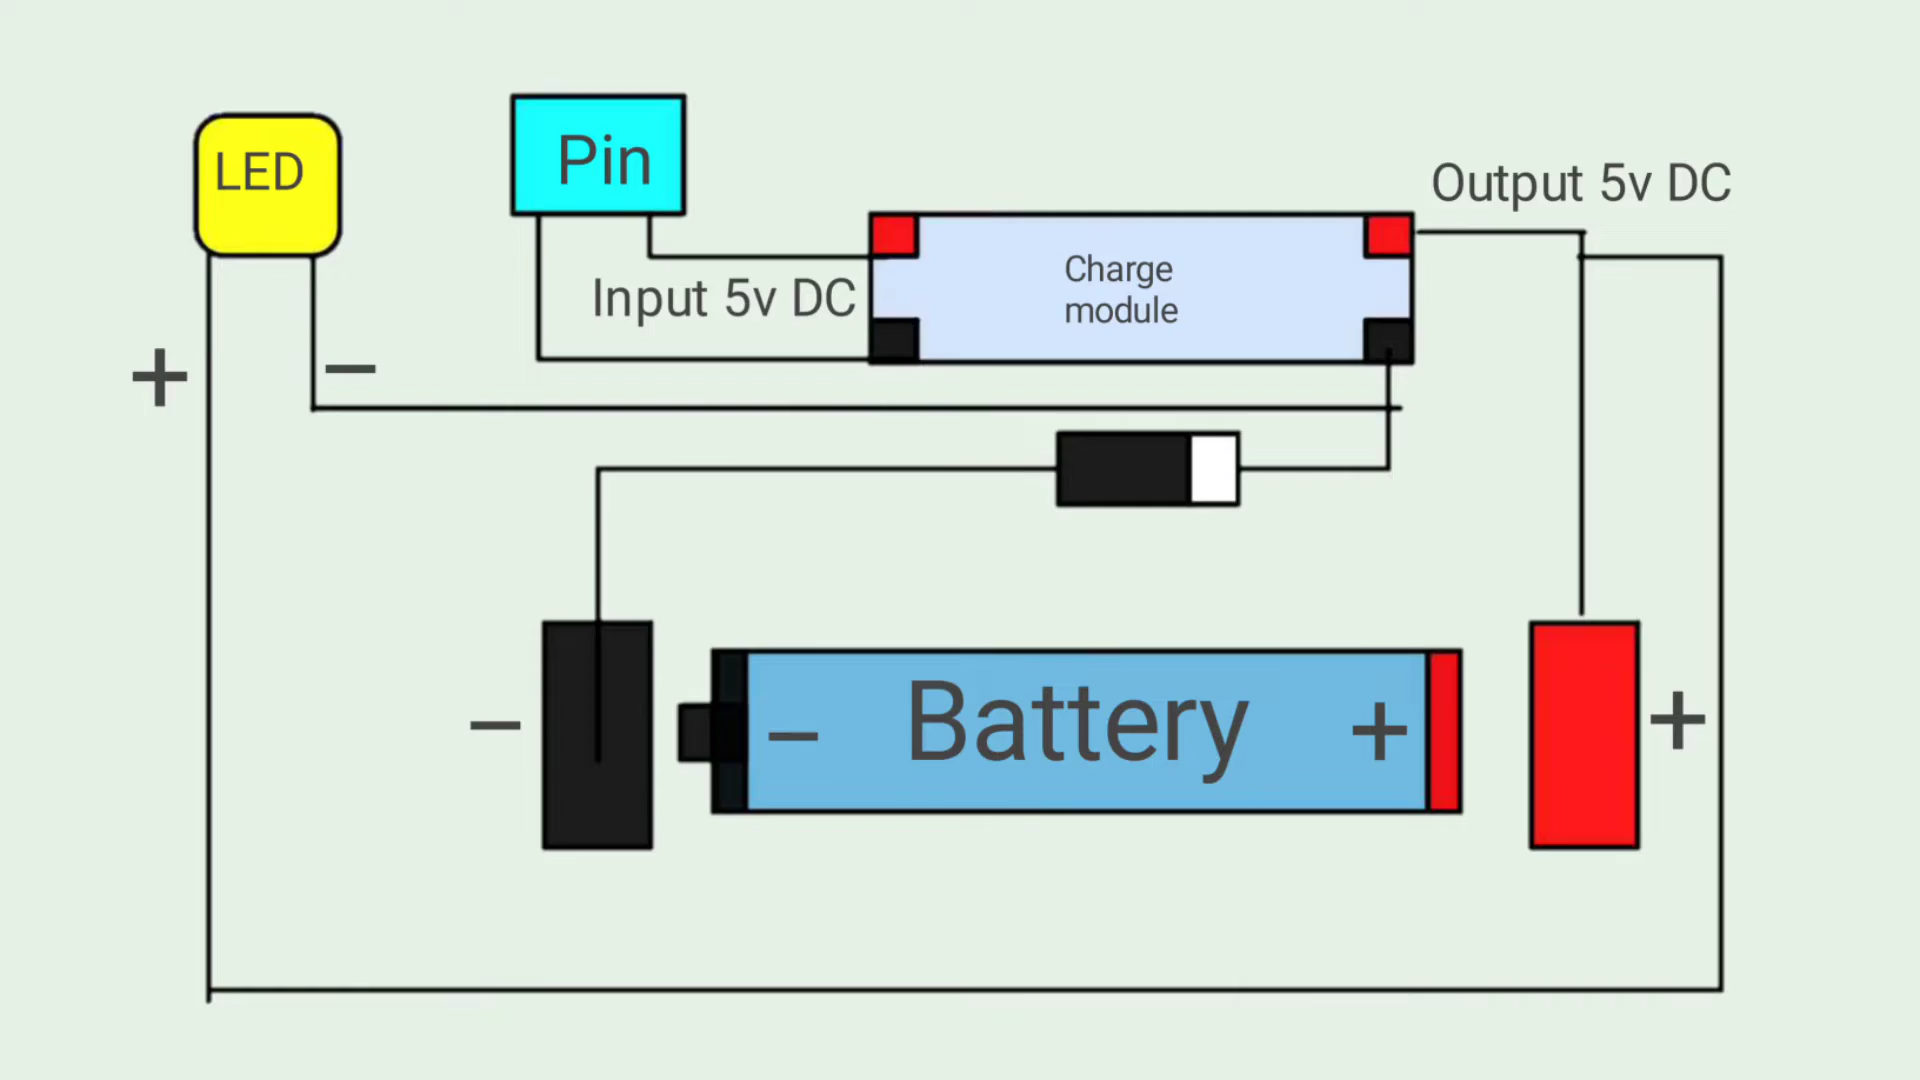 LED
Pin
Output 5v DC
Charge
module
Input 5v DC
+
–
– Battery +
–
+